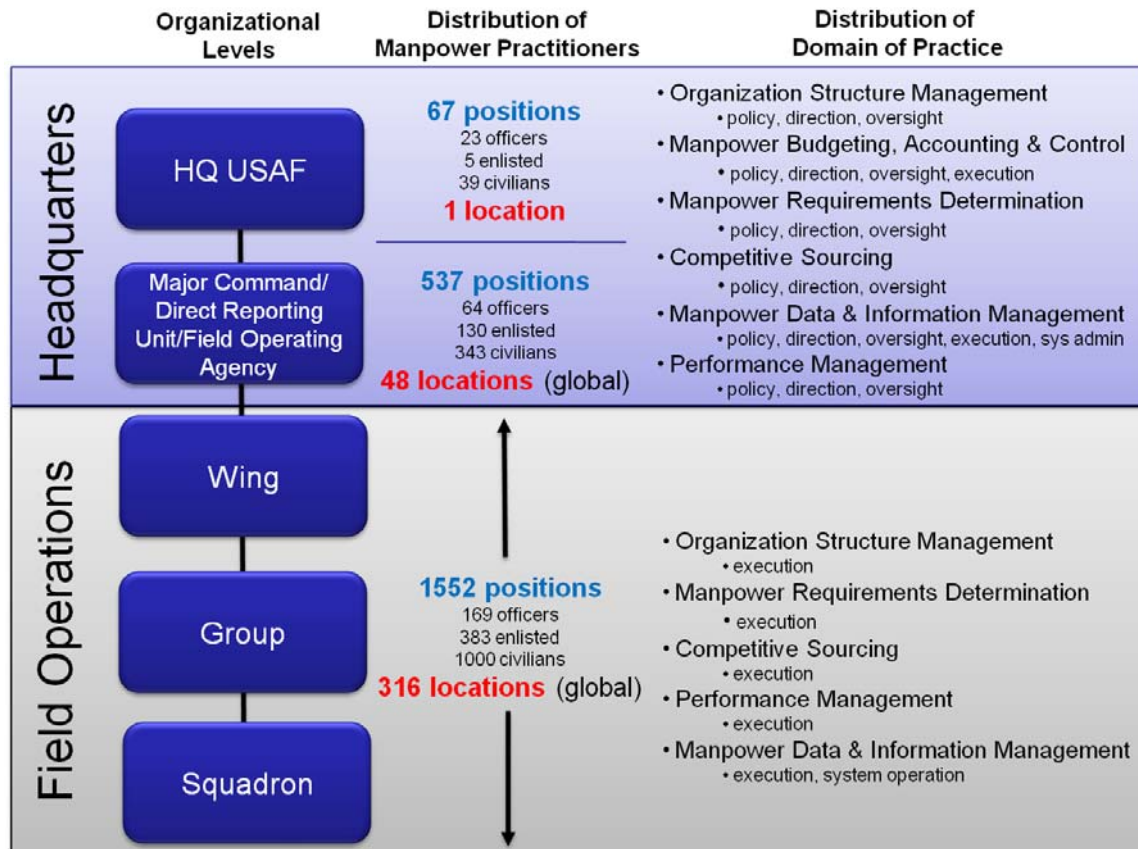 Organizational
Levels
Distribution of
Manpower Practitioners
Distribution of
Domain of Practice
Headquarters
HQ USAF
Major Command/
Direct Reporting
Unit/Field Operating
Agency
67 positions
23 officers
5 enlisted
39 civilians
1 location
537 positions
64 officers
130 enlisted
343 civilians
48 locations (global)
• Organization Structure Management
• policy, direction, oversight
• Manpower Budgeting, Accounting & Control
• policy, direction, oversight, execution
• Manpower Requirements Determination
• policy, direction, oversight
• Competitive Sourcing
• policy, direction, oversight
• Manpower Data & Information Management
• policy, direction, oversight, execution, sys admin
• Performance Management
• policy, direction, oversight
Field Operations
Wing
Group
Squadron
1552 positions
169 officers
383 enlisted
1000 civilians
316 locations (global)
• Organization Structure Management
• execution
• Manpower Requirements Determination
• execution
• Competitive Sourcing
• execution
• Performance Management
• execution
• Manpower Data & Information Management
• execution, system operation